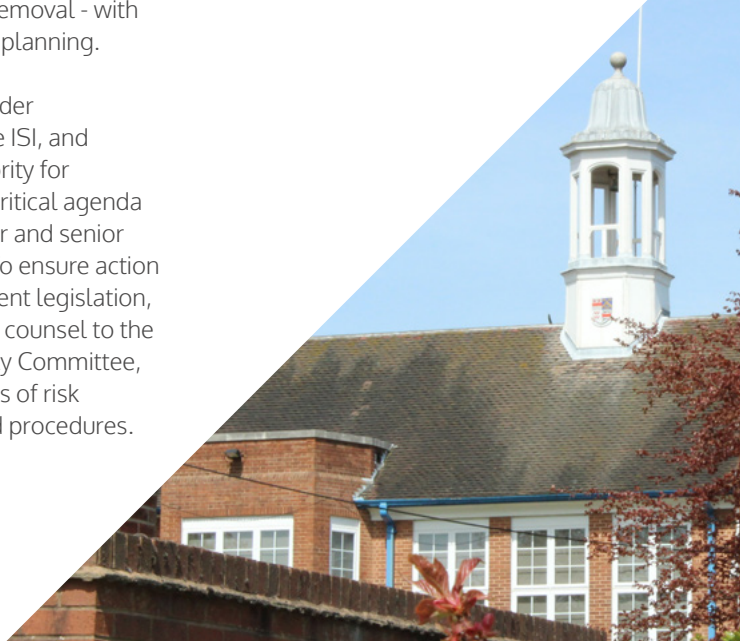 emoval - with
planning.
der
e ISI, and
rity for
ritical agenda
r and senior
o ensure action
ent legislation,
counsel to the
y Committee,
s of risk
d procedures.